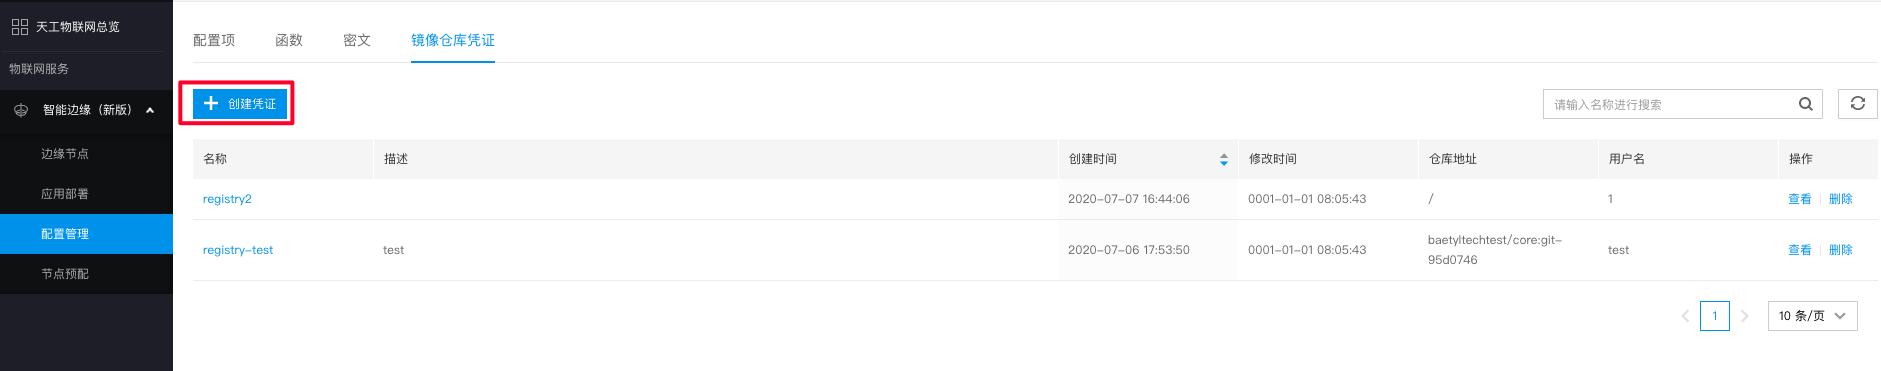 天工物联网总览
物联网服务
智能边缘（新版）
边缘节点
应用部署
配置管理
节点预配
配置项 函数 密文 镜像仓库凭证
创建凭证
请输入名称进行搜索
名称 描述 创建时间 修改时间 仓库地址 用户名 操作
registry2 2020-07-07 16:44:06 0001-01-01 08:05:43 / 1 查看 删除
registry-test test 2020-07-06 17:53:50 0001-01-01 08:05:43 baetyltechtest/core:git- test 查看 删除
95d0746
1 10 条/页